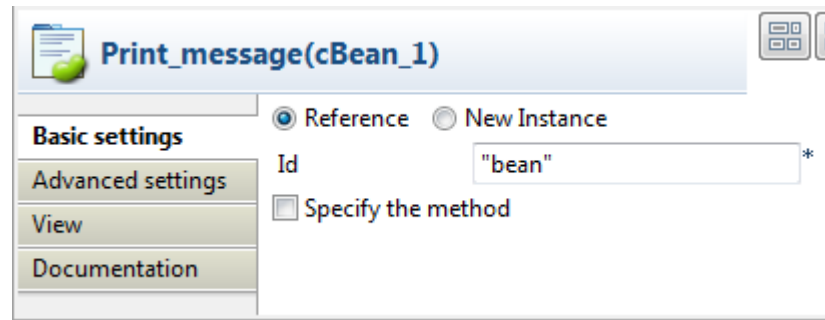 Print_message(cBean_1)
Basic settings
Advanced settings
View
Documentation
Reference New Instance
Id "bean" *
Specify the method